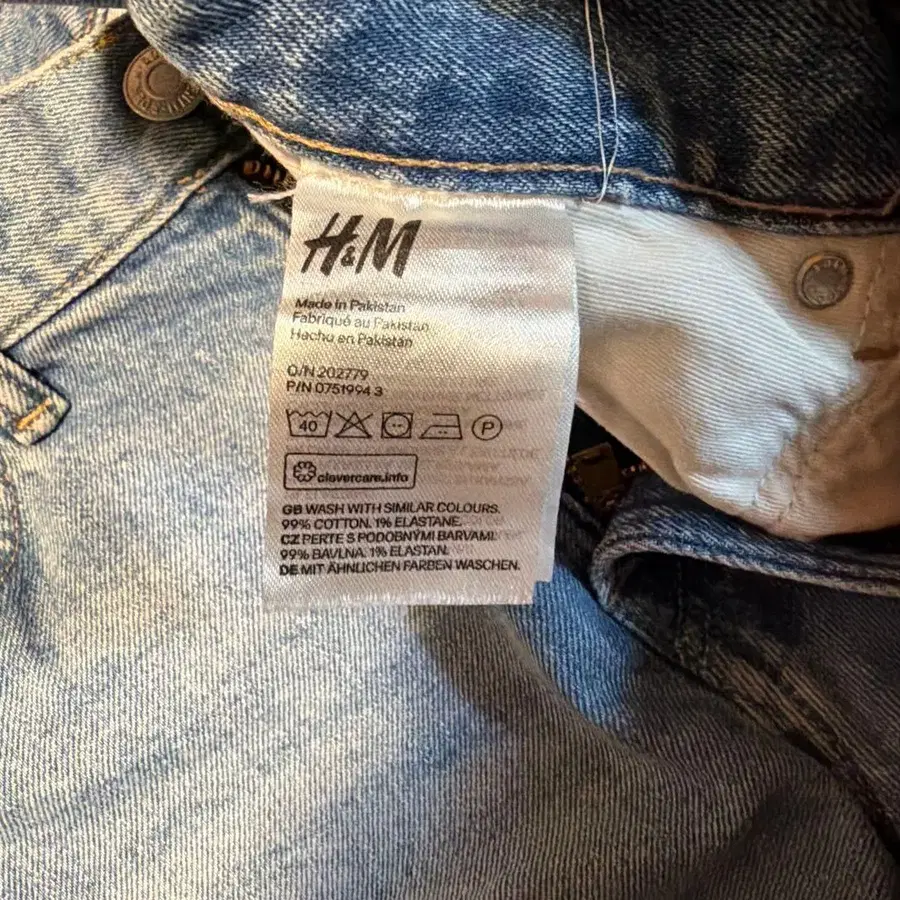 H&M
Made in Pakistan
Fabriqué au Pakistan
Hecho en Pakistán
O/N 202779
P/N 0751994 3
40 P
clevercare.info
GB WASH WITH SIMILAR COLOURS.
99% COTTON. 1% ELASTANE.
CZ PERTE S PODOBNÝMI BARVAMI.
99% BAVLNA. 1% ELASTAN.
DE MIT ÄHNLICHEN FARBEN WASCHEN.